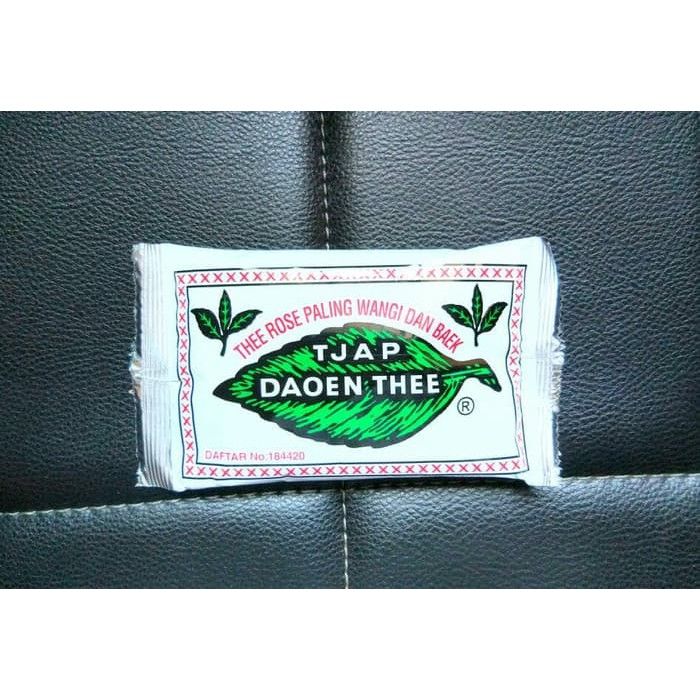 THEE ROSE PALING WANGI DAN BAEK
TJAP
DAOEN THEE
®
DAFTAR No.184420